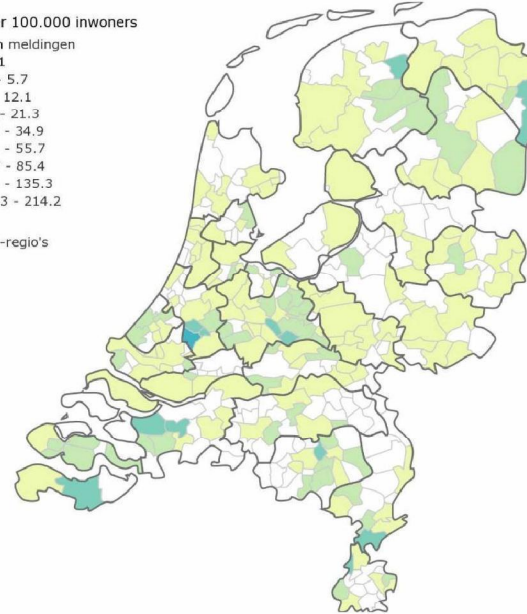 r 100.000 inwoners
meldingen
5.7
12.1
- 21.3
- 34.9
- 55.7
- 85.4
- 135.3
3 - 214.2
-regio's